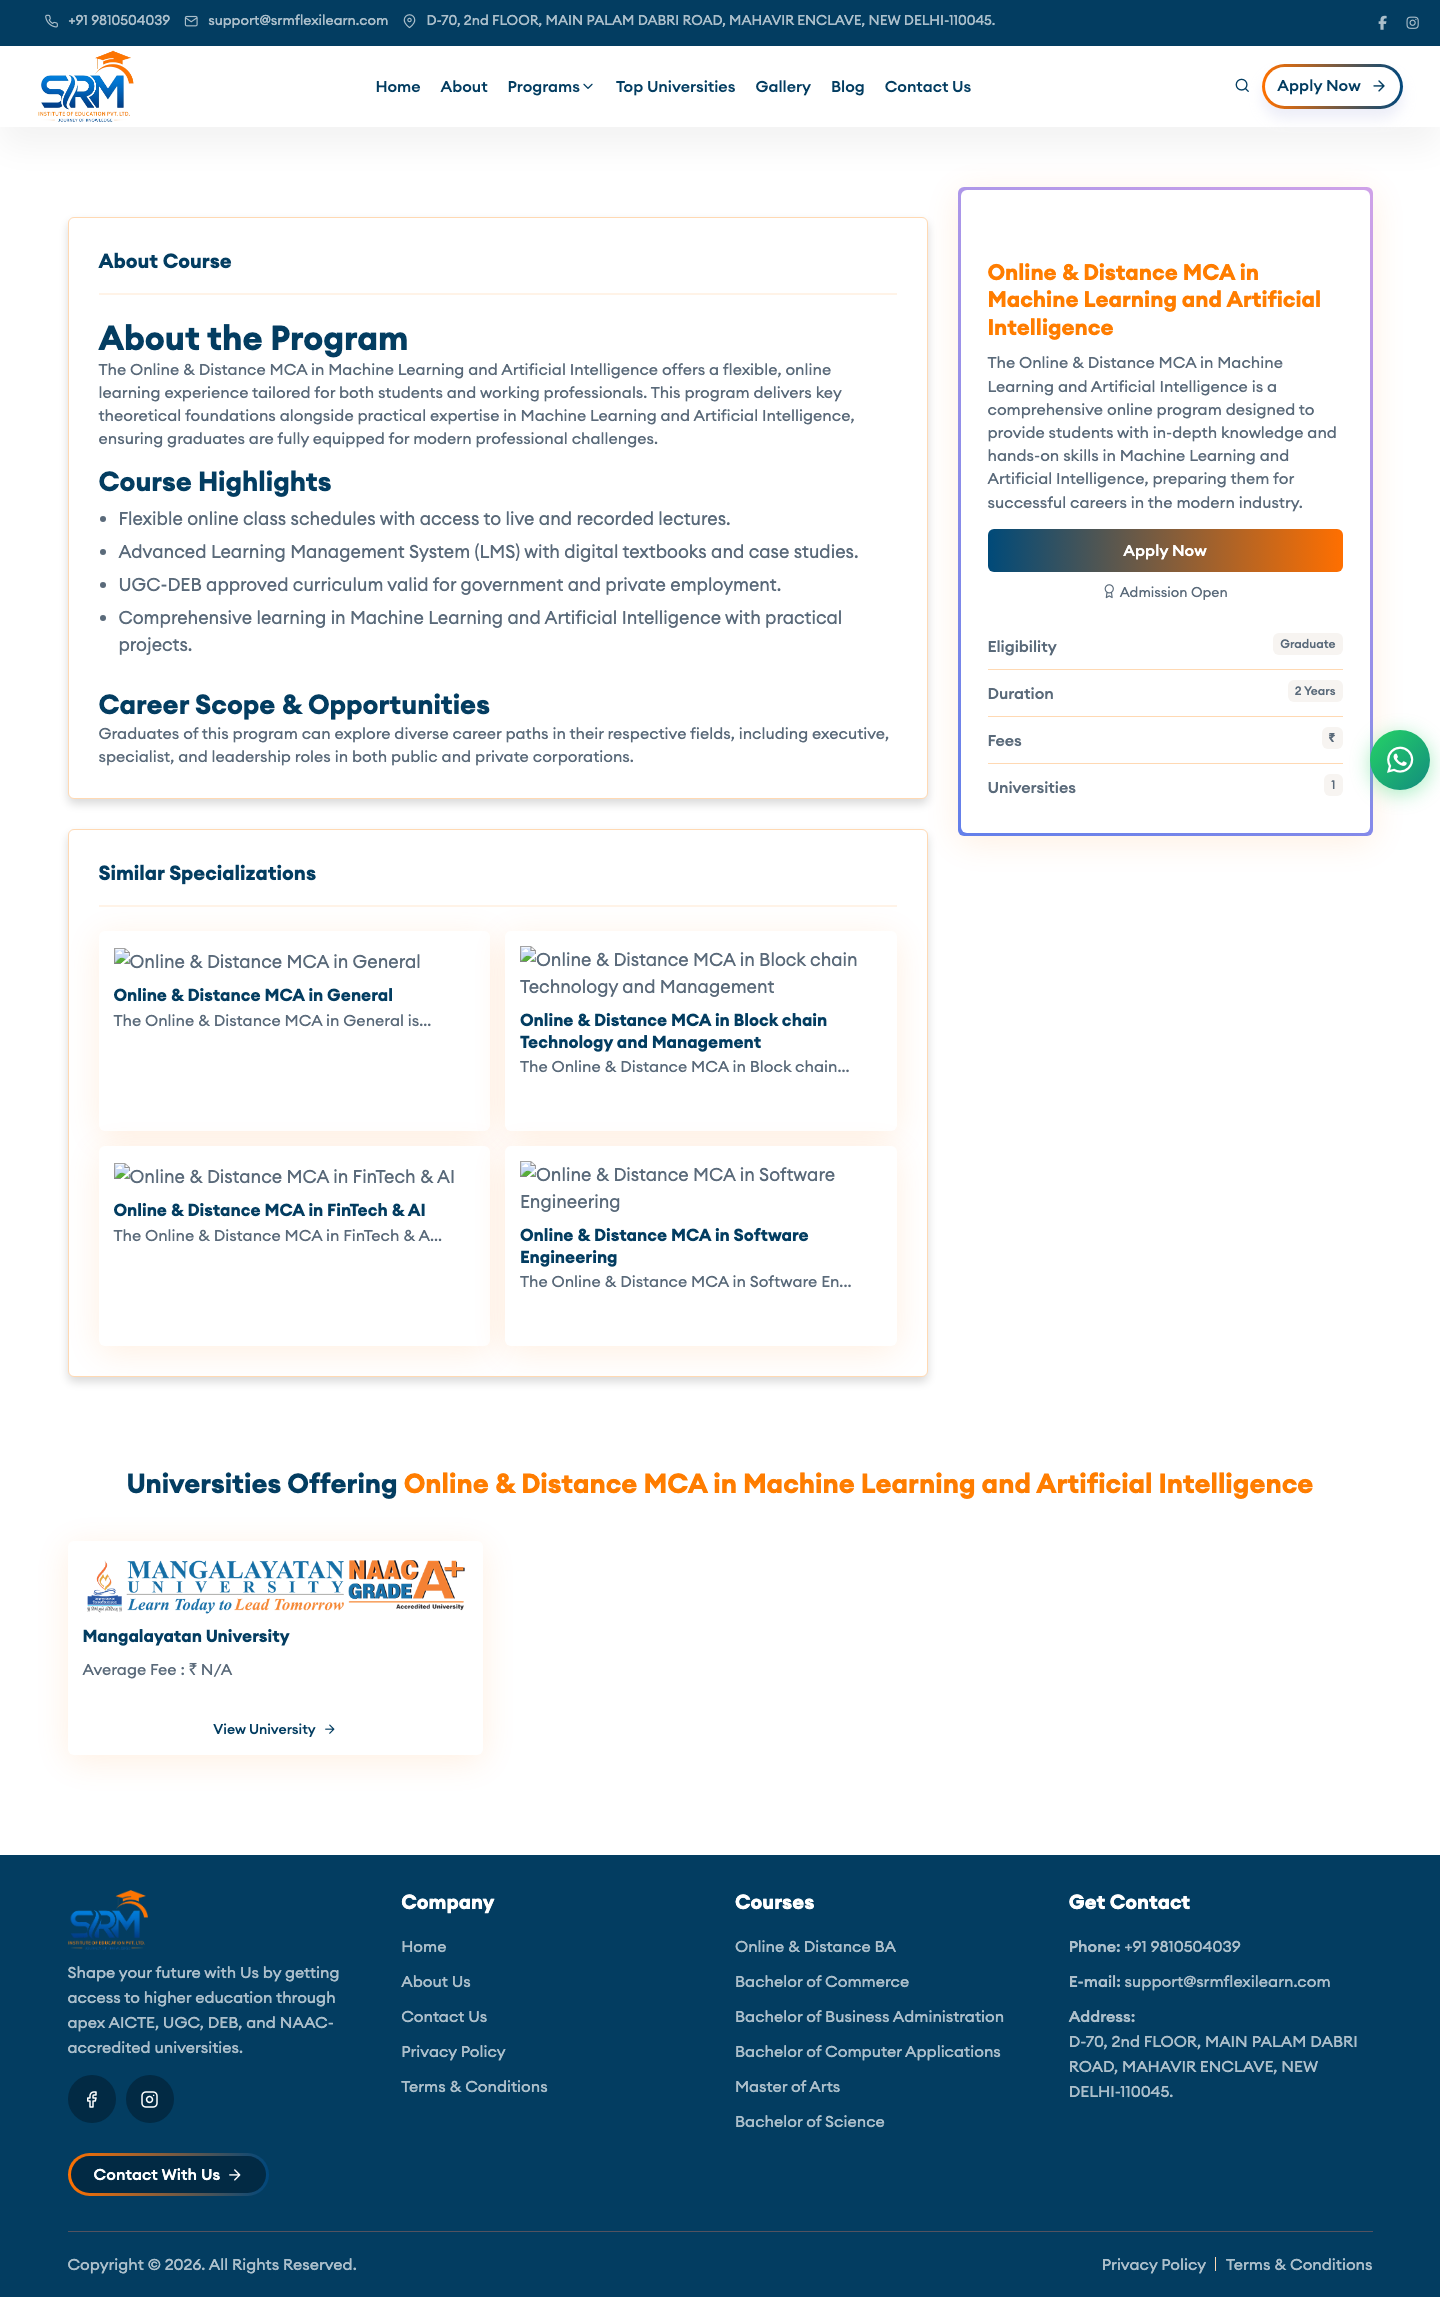 +91 9810504039 support@srmflexilearn.com D-70, 2nd FLOOR, MAIN PALAM DABRI ROAD, MAHAVIR ENCLAVE, NEW DELHI-110045.
SRM
INSTITUTE OF EDUCATION PVT. LTD.
JOURNEY OF KNOWLEDGE
Home About Programs Top Universities Gallery Blog Contact Us Apply Now
About Course
About the Program
The Online & Distance MCA in Machine Learning and Artificial Intelligence offers a flexible, online
learning experience tailored for both students and working professionals. This program delivers key
theoretical foundations alongside practical expertise in Machine Learning and Artificial Intelligence,
ensuring graduates are fully equipped for modern professional challenges.
Course Highlights
• Flexible online class schedules with access to live and recorded lectures.
• Advanced Learning Management System (LMS) with digital textbooks and case studies.
• UGC-DEB approved curriculum valid for government and private employment.
• Comprehensive learning in Machine Learning and Artificial Intelligence with practical
projects.
Career Scope & Opportunities
Graduates of this program can explore diverse career paths in their respective fields, including executive,
specialist, and leadership roles in both public and private corporations.
Online & Distance MCA in
Machine Learning and Artificial
Intelligence
The Online & Distance MCA in Machine
Learning and Artificial Intelligence is a
comprehensive online program designed to
provide students with in-depth knowledge and
hands-on skills in Machine Learning and
Artificial Intelligence, preparing them for
successful careers in the modern industry.
Apply Now
Admission Open
Eligibility Graduate
Duration 2 Years
Fees ₹
Universities 1
Similar Specializations
Online & Distance MCA in General
Online & Distance MCA in General
The Online & Distance MCA in General is...
Online & Distance MCA in Block chain
Technology and Management
Online & Distance MCA in Block chain
Technology and Management
The Online & Distance MCA in Block chain...
Online & Distance MCA in FinTech & AI
Online & Distance MCA in FinTech & AI
The Online & Distance MCA in FinTech & A...
Online & Distance MCA in Software
Engineering
Online & Distance MCA in Software
Engineering
The Online & Distance MCA in Software En...
Universities Offering Online & Distance MCA in Machine Learning and Artificial Intelligence
MANGALAYATAN
UNIVERSITY
Learn Today to Lead Tomorrow
NAAC
GRADE A+
Accredited University
Mangalayatan University
Average Fee : ₹ N/A
View University
SRM
INSTITUTE OF EDUCATION PVT. LTD.
Shape your future with Us by getting
access to higher education through
apex AICTE, UGC, DEB, and NAAC-
accredited universities.
Contact With Us
Company
Home
About Us
Contact Us
Privacy Policy
Terms & Conditions
Courses
Online & Distance BA
Bachelor of Commerce
Bachelor of Business Administration
Bachelor of Computer Applications
Master of Arts
Bachelor of Science
Get Contact
Phone: +91 9810504039
E-mail: support@srmflexilearn.com
Address:
D-70, 2nd FLOOR, MAIN PALAM DABRI
ROAD, MAHAVIR ENCLAVE, NEW
DELHI-110045.
Copyright © 2026. All Rights Reserved.
Privacy Policy | Terms & Conditions